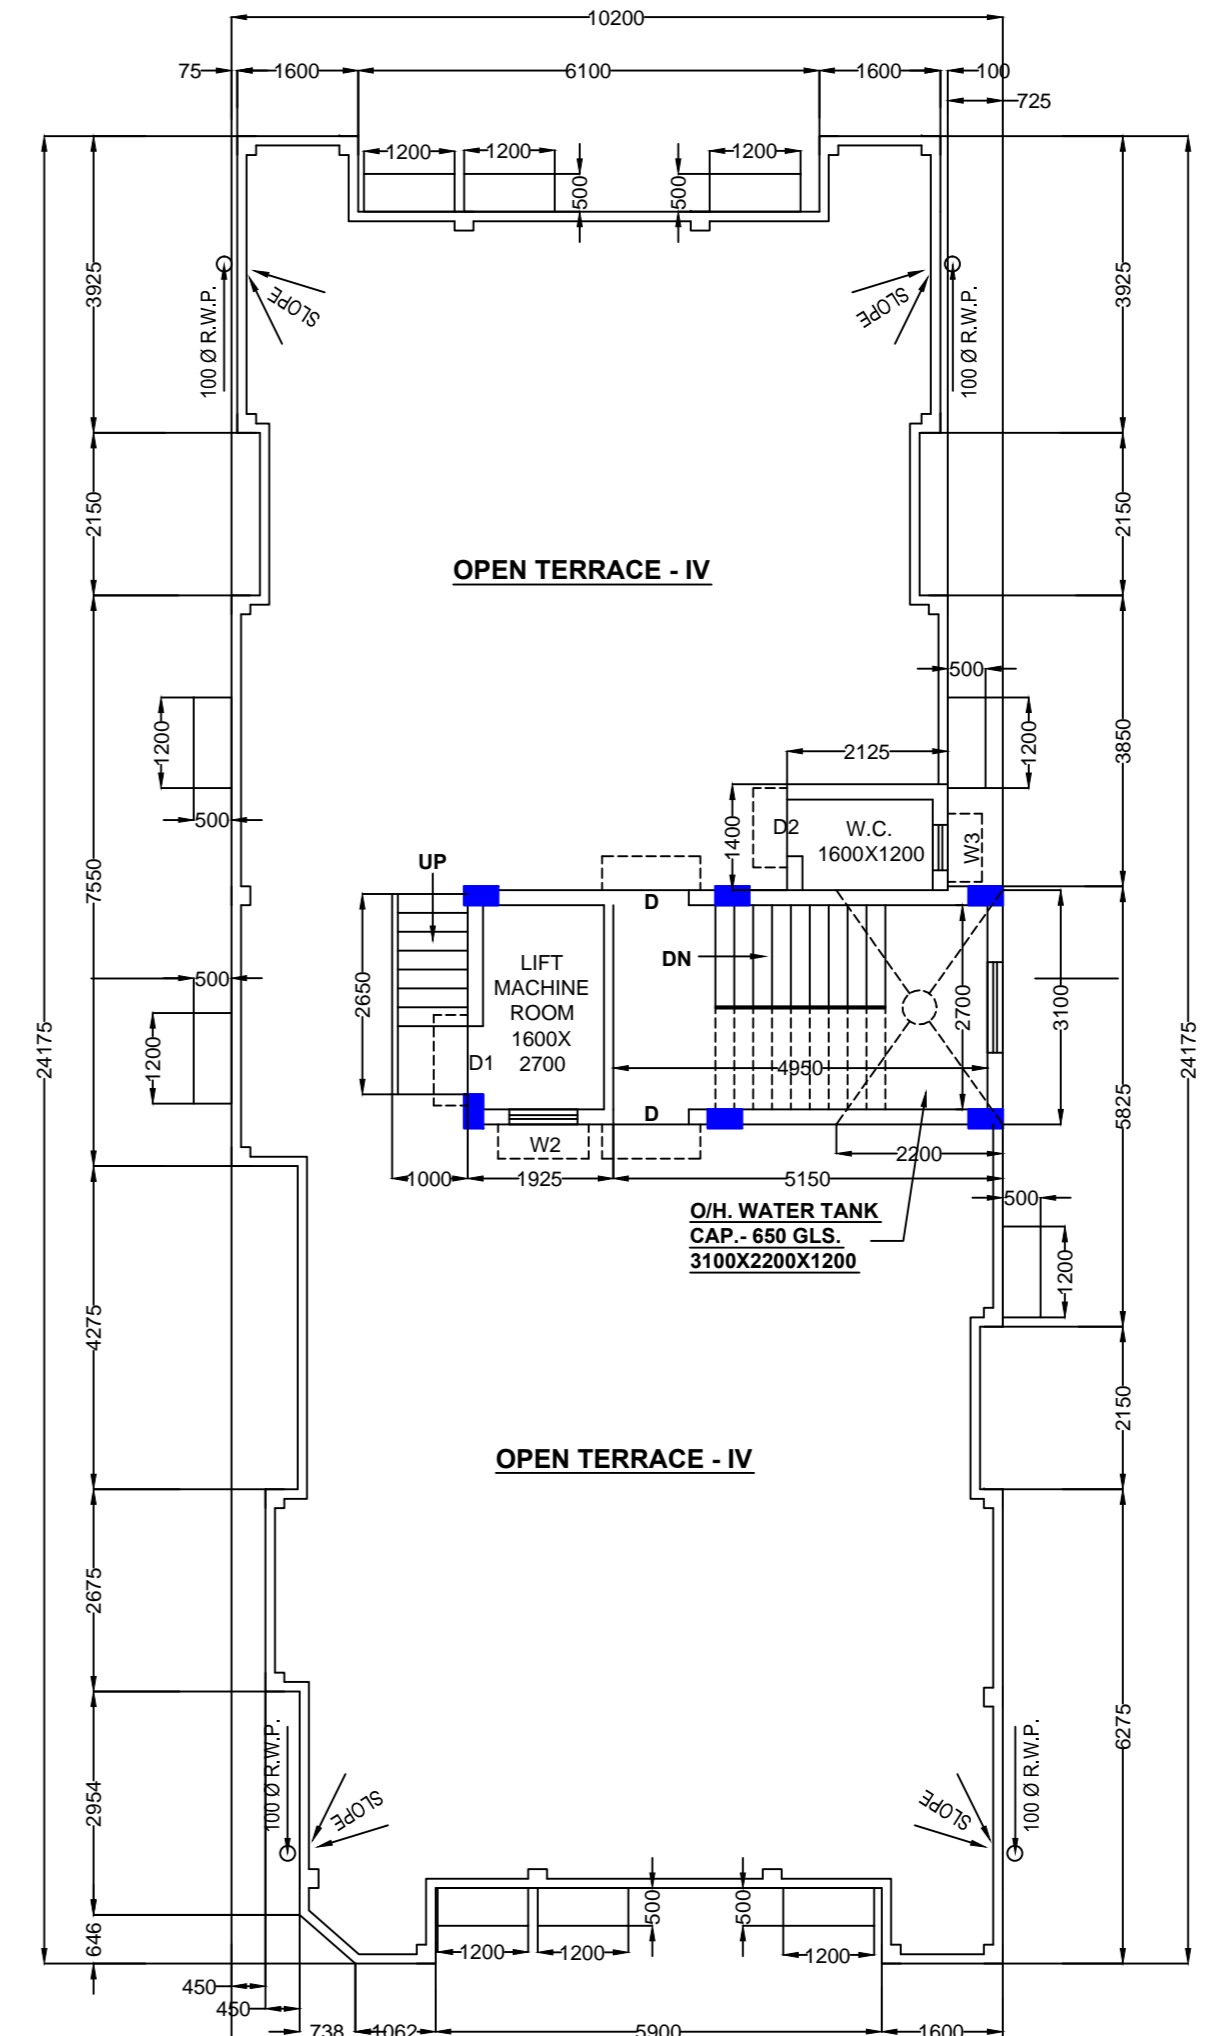 10200
75
1600
6100
1600
100
725
1200
1200
1200
500
500
3925
3925
100 Ø R.W.P.
SLOPE
SLOPE
100 Ø R.W.P.
2150
2150
OPEN TERRACE - IV
500
1200
1200
3850
2125
500
1400
D2
W.C.
1600X1200
W3
UP
7550
D
DN
LIFT
MACHINE
ROOM
1600X
2700
2650
500
2700
3100
24175
24175
1200
D1
4950
D
5825
W2
2200
1000
1925
5150
500
O/H. WATER TANK
CAP.- 650 GLS.
3100X2200X1200
1200
4275
2150
OPEN TERRACE - IV
2675
6275
100 Ø R.W.P.
SLOPE
SLOPE
100 Ø R.W.P.
2954
500
500
646
1200
1200
1200
450
450
738
1062
5900
1600